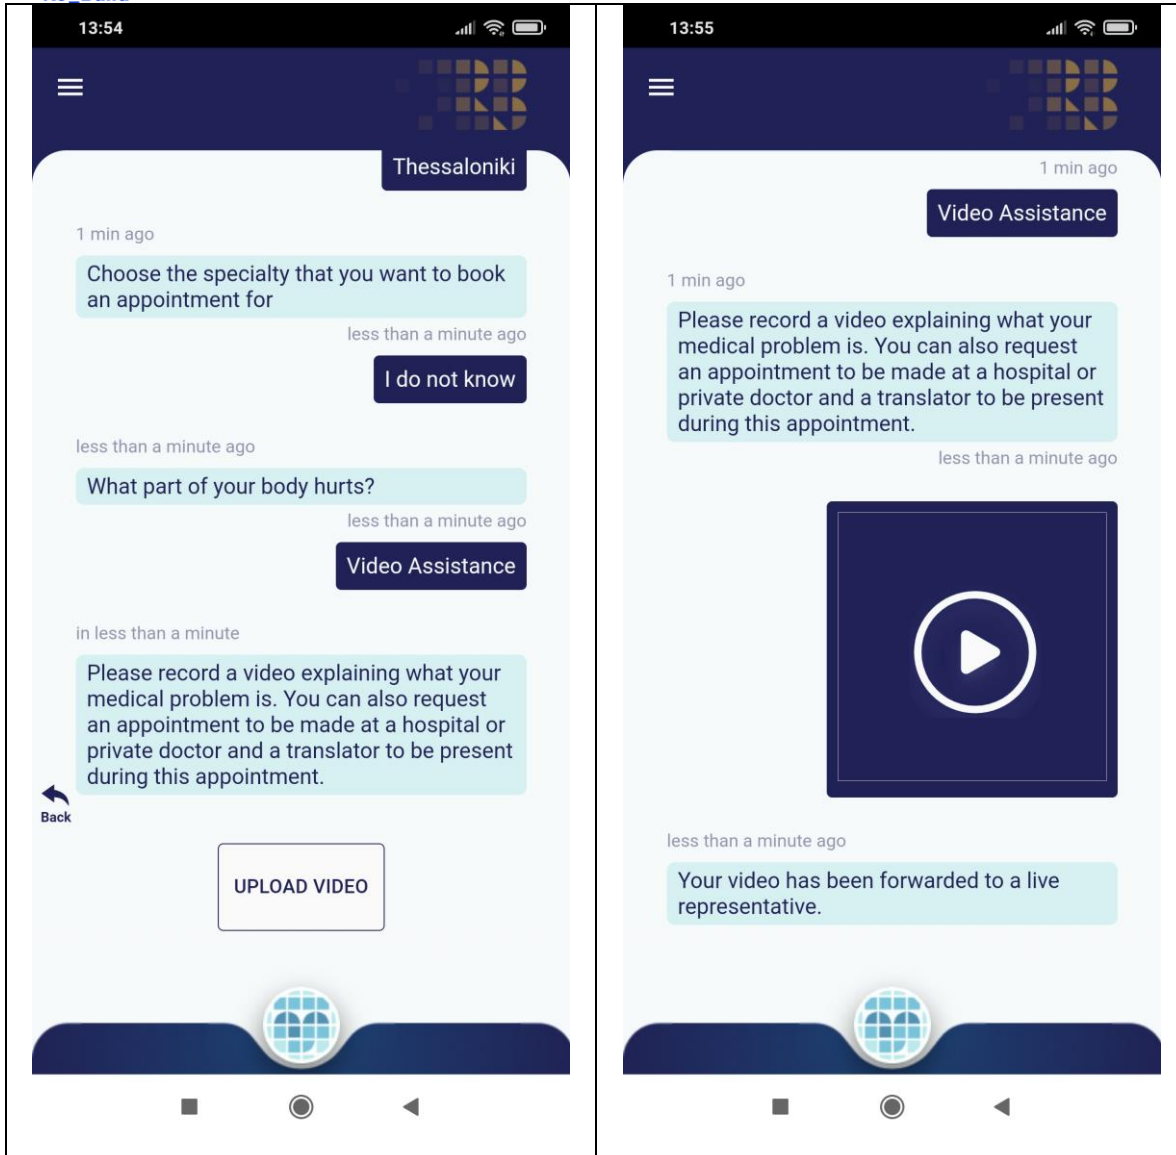 13:54
Thessaloniki
1 min ago
Choose the specialty that you want to book
an appointment for
less than a minute ago
I do not know
less than a minute ago
What part of your body hurts?
less than a minute ago
Video Assistance
in less than a minute
Please record a video explaining what your
medical problem is. You can also request
an appointment to be made at a hospital or
private doctor and a translator to be present
during this appointment.
Back
UPLOAD VIDEO
13:55
1 min ago
Video Assistance
1 min ago
Please record a video explaining what your
medical problem is. You can also request
an appointment to be made at a hospital or
private doctor and a translator to be present
during this appointment.
less than a minute ago
less than a minute ago
Your video has been forwarded to a live
representative.